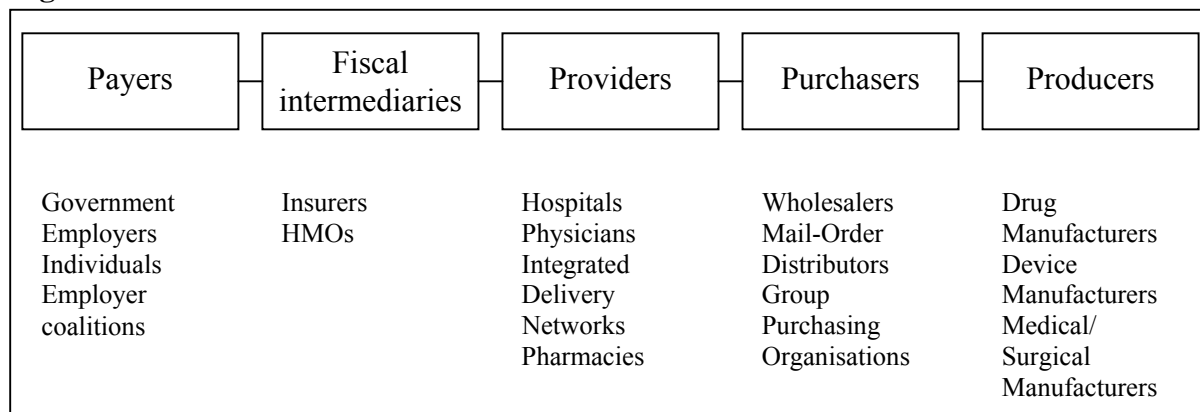 Payers
Fiscal
intermediaries
Providers
Purchasers
Producers
Government
Employers
Individuals
Employer
coalitions
Insurers
HMOs
Hospitals
Physicians
Integrated
Delivery
Networks
Pharmacies
Wholesalers
Mail-Order
Distributors
Group
Purchasing
Organisations
Drug
Manufacturers
Device
Manufacturers
Medical/
Surgical
Manufacturers